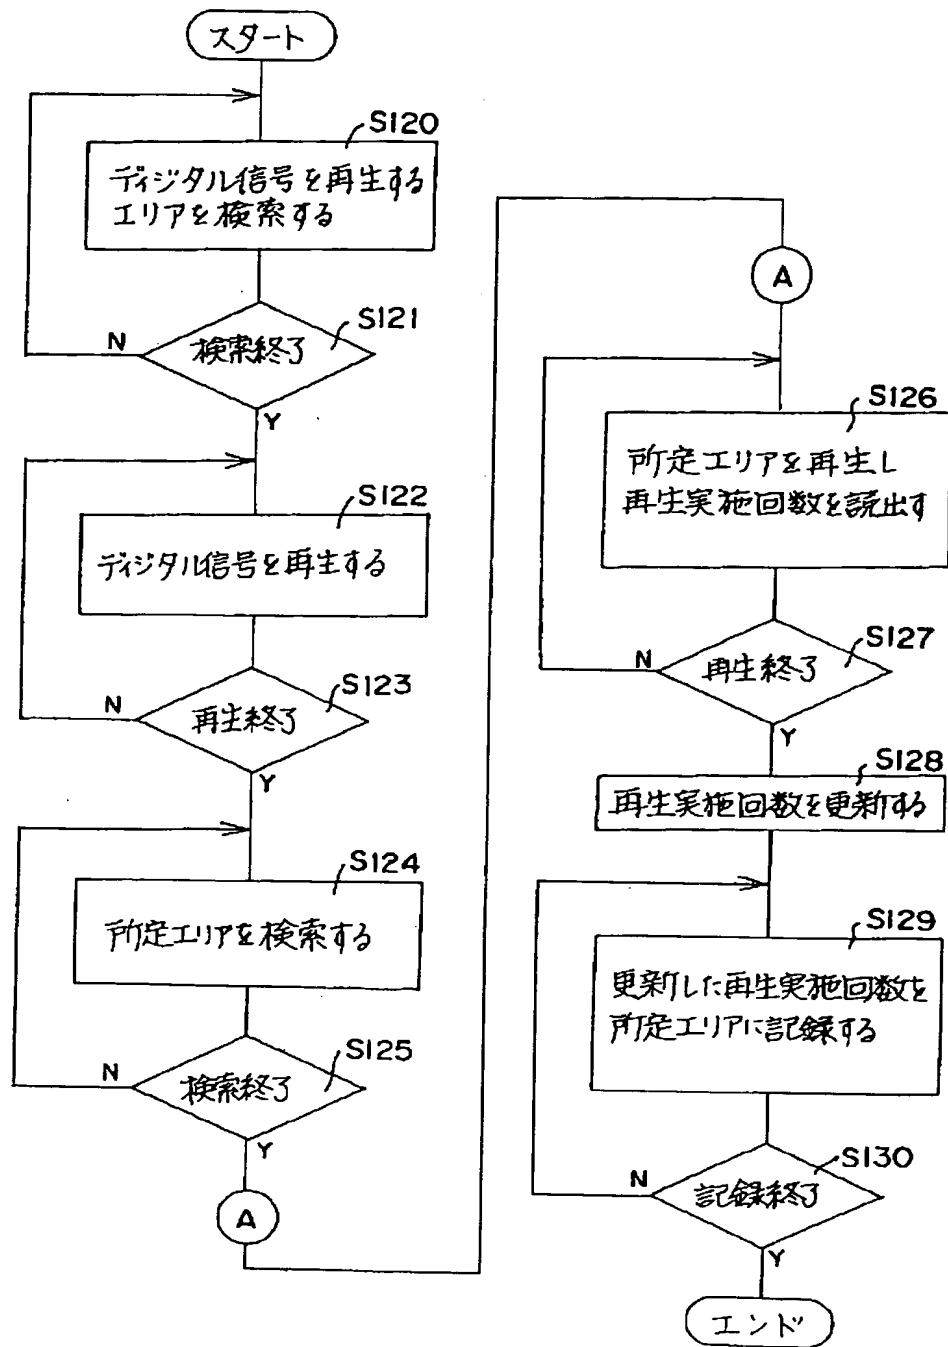 スタート
S120
ディジタル信号を再生する
エリアを検索する
S121
検索終了
N
Y
S122
ディジタル信号を再生する
S123
再生終了
N
Y
S124
所定エリアを検索する
S125
検索終了
N
Y
A
A
S126
所定エリアを再生し
再生実施回数を読出す
S127
再生終了
N
Y
S128
再生実施回数を更新する
S129
更新した再生実施回数を
所定エリアに記録する
S130
記録終了
N
Y
エンド